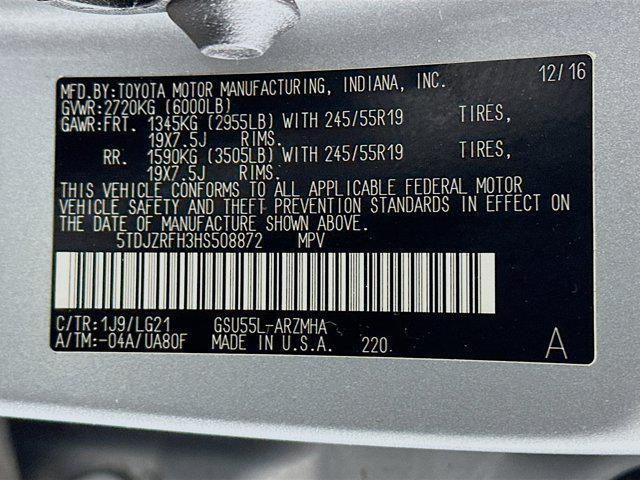 MFD.BY:TOYOTA MOTOR MANUFACTURING, INDIANA, INC. 12/16
GVWR:2720KG (6000LB)
GAWR:FRT. 1345KG (2955LB) WITH 245/55R19 TIRES,
19X7.5J RIMS.
RR. 1590KG (3505LB) WITH 245/55R19 TIRES,
19X7.5J RIMS.
THIS VEHICLE CONFORMS TO ALL APPLICABLE FEDERAL MOTOR
VEHICLE SAFETY AND THEFT PREVENTION STANDARDS IN EFFECT ON
THE DATE OF MANUFACTURE SHOWN ABOVE.
5TDJZRFH3HS508872 MPV
C/TR:1J9/LG21 GSU55L-ARZMHA
A/TM:-04A/UA80F MADE IN U.S.A. 220 A